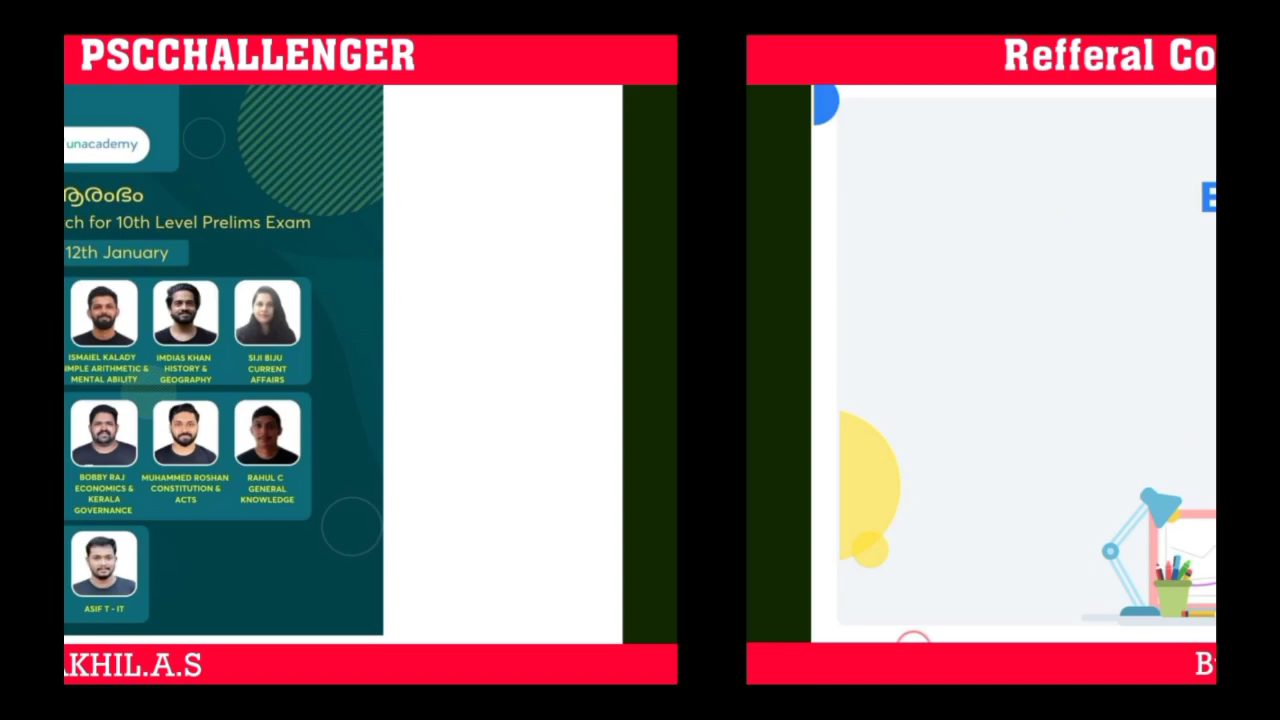 PSCCHALLENGER
unacademy
ആരംഭം
ch for 10th Level Prelims Exam
12th January
ISMAIEL KALADY
IMPLE ARITHMETIC &
MENTAL ABILITY
IMDIAS KHAN
HISTORY &
GEOGRAPHY
SIJI BIJU
CURRENT
AFFAIRS
BOBBY RAJ
ECONOMICS &
KERALA
GOVERNANCE
MUHAMMED ROSHAN
CONSTITUTION &
ACTS
RAHUL C
GENERAL
KNOWLEDGE
ASIF T - IT
AKHIL.A.S
Refferal Co